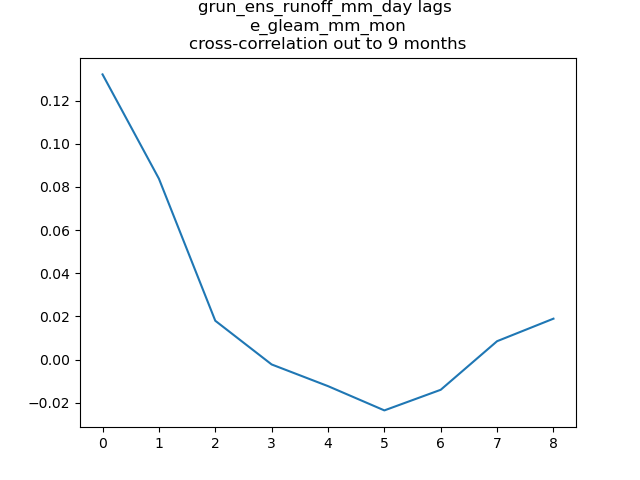 grun_ens_runoff_mm_day lags
e_gleam_mm_mon
cross-correlation out to 9 months
0.12
0.10
0.08
0.06
0.04
0.02
0.00
−0.02
0 1 2 3 4 5 6 7 8